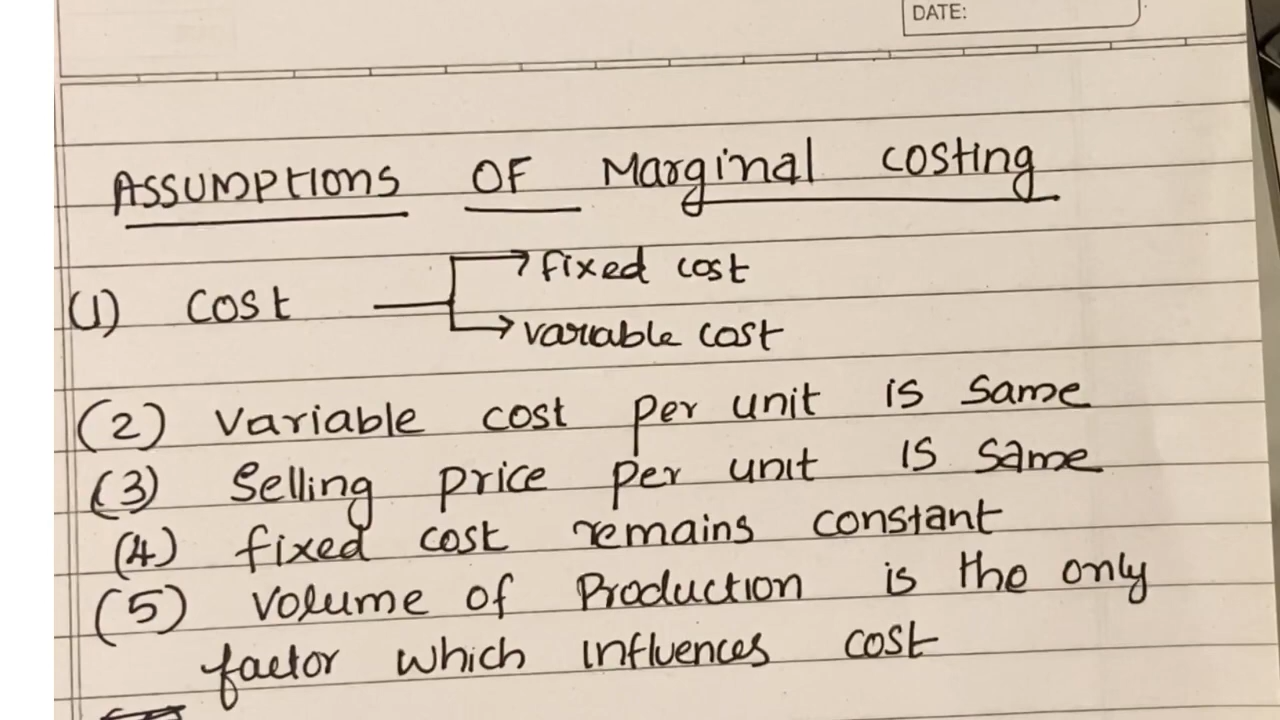 DATE:
ASSUMPTIONS OF Marginal costing
(1) cost → fixed cost
→ variable cost
(2) variable cost per unit is same
(3) Selling price per unit is same
(4) fixed cost remains constant
(5) volume of Production is the only
factor which influences cost